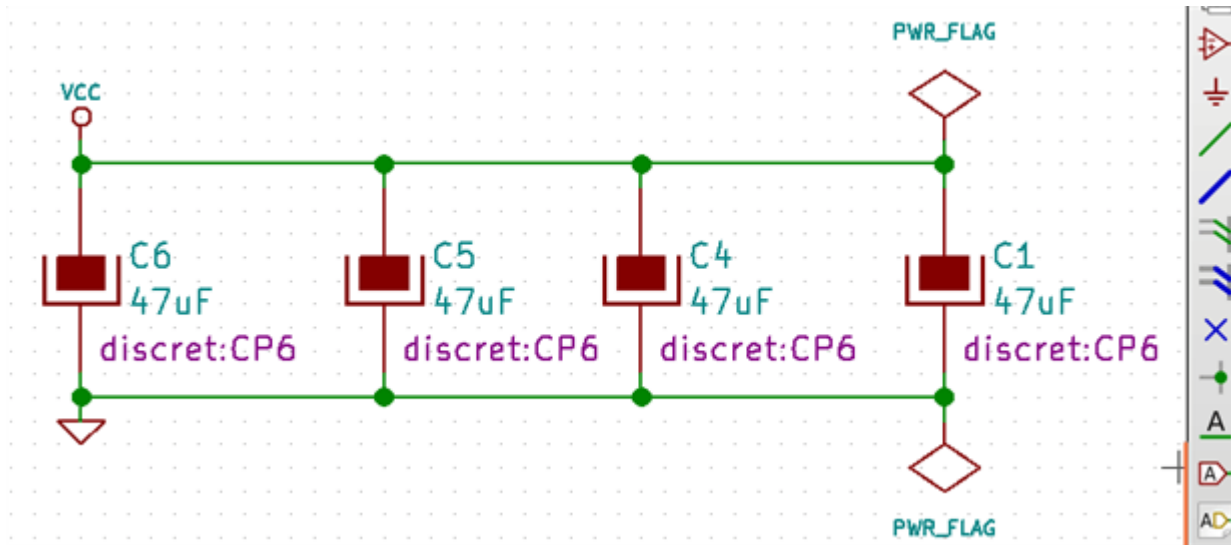 PWR_FLAG
VCC
C6
47uF
discret:CP6
C5
47uF
discret:CP6
C4
47uF
discret:CP6
C1
47uF
discret:CP6
PWR_FLAG
A
A
AD